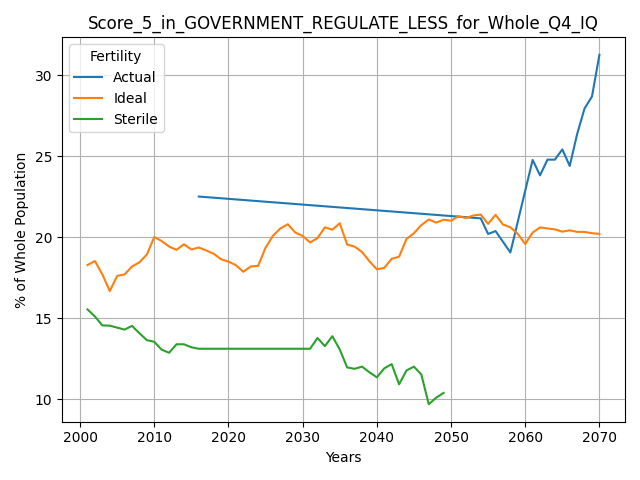 Score_5_in_GOVERNMENT_REGULATE_LESS_for_Whole_Q4_IQ
Fertility
Actual
Ideal
Sterile
% of Whole Population
30
25
20
15
10
2000 2010 2020 2030 2040 2050 2060 2070
Years